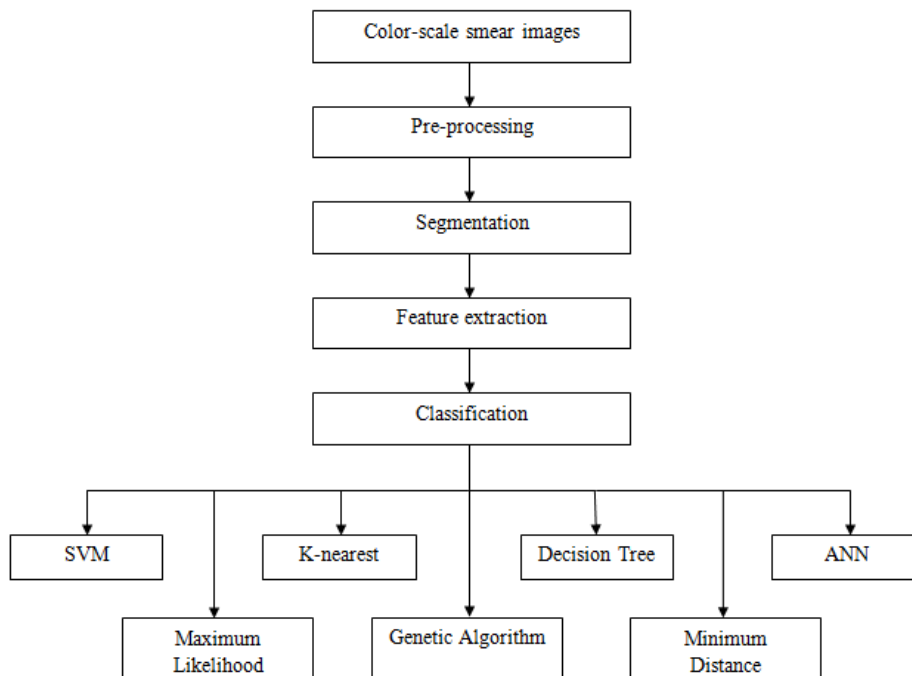 Color-scale smear images
Pre-processing
Segmentation
Feature extraction
Classification
SVM
K-nearest
Decision Tree
ANN
Maximum
Likelihood
Genetic Algorithm
Minimum
Distance